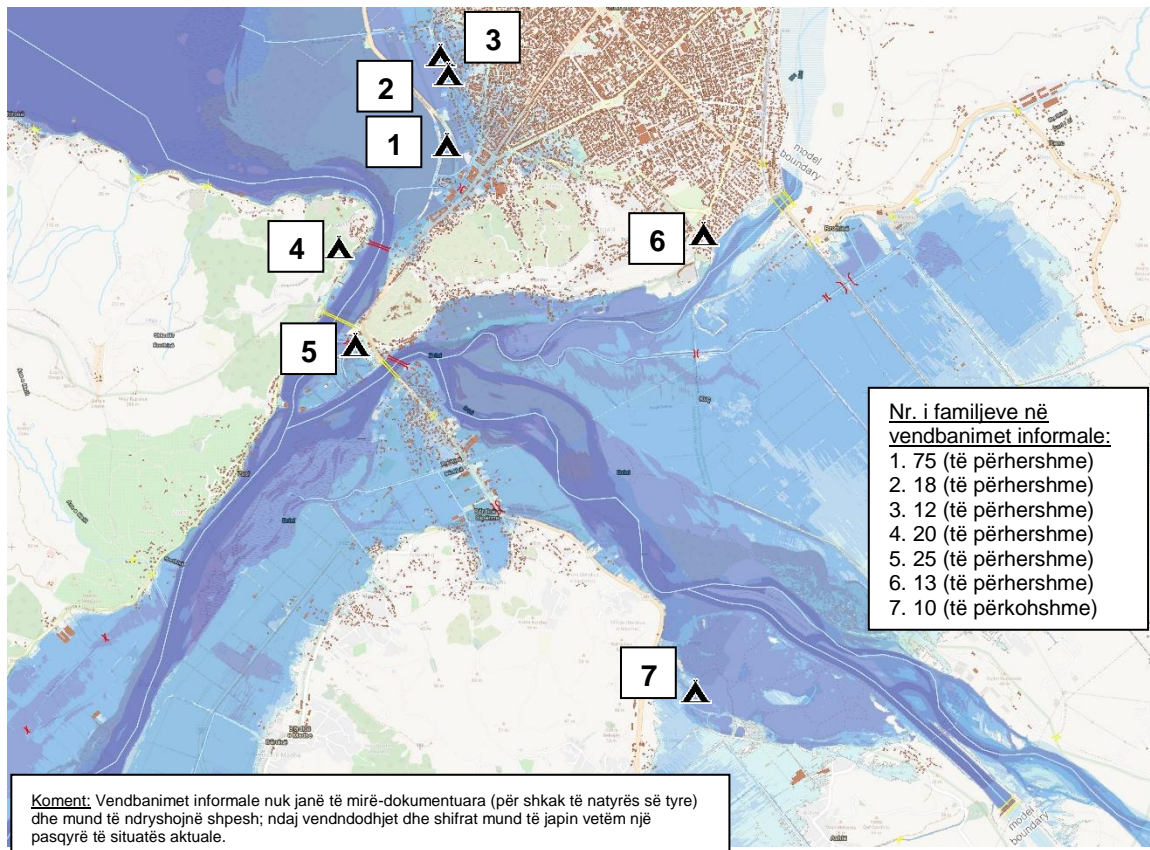 3
2
1
4
6
5
7
model boundary
model boundary
Nr. i familjeve në
vendbanimet informale:
1. 75 (të përhershme)
2. 18 (të përhershme)
3. 12 (të përhershme)
4. 20 (të përhershme)
5. 25 (të përhershme)
6. 13 (të përhershme)
7. 10 (të përkohshme)
Koment: Vendbanimet informale nuk janë të mirë-dokumentuara (për shkak të natyrës së tyre)
dhe mund të ndryshojnë shpesh; ndaj vendndodhjet dhe shifrat mund të japin vetëm një
pasqyrë të situatës aktuale.